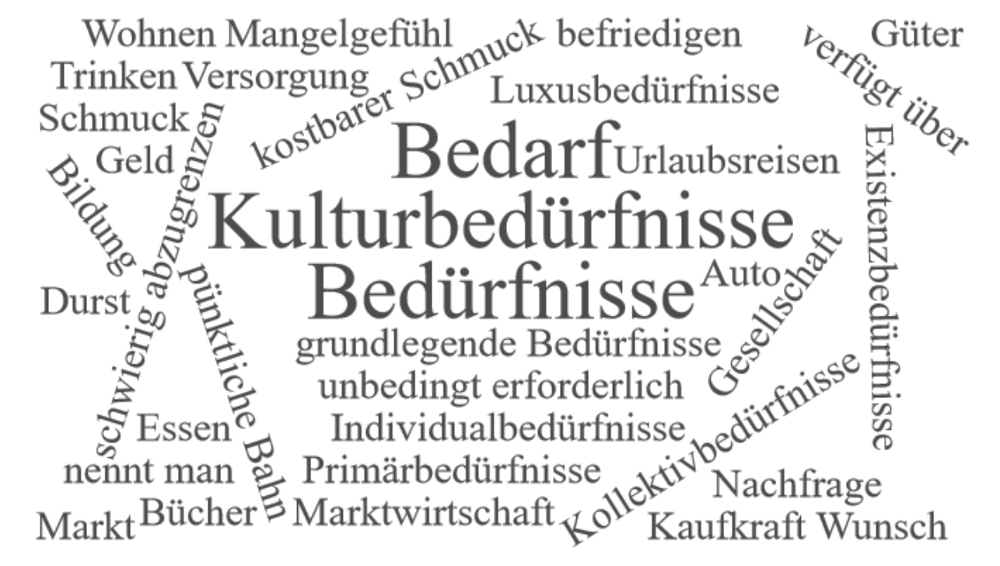 Wohnen Mangelgefühl
befriedigen
Güter
verfügt über
Trinken Versorgung
kostbarer Schmuck
Luxusbedürfnisse
Schmuck
Geld
Bedarf
Urlaubsreisen
Bildung
schwierig abzugrenzen
Kulturbedürfnisse
Existenzbedürfnisse
Bedürfnisse
Auto
Gesellschaft
Durst
pünktliche Bahn
grundlegende Bedürfnisse
unbedingt erforderlich
Essen
Individualbedürfnisse
Kollektivbedürfnisse
nennt man
Primärbedürfnisse
Nachfrage
Markt
Bücher
Marktwirtschaft
Kaufkraft Wunsch